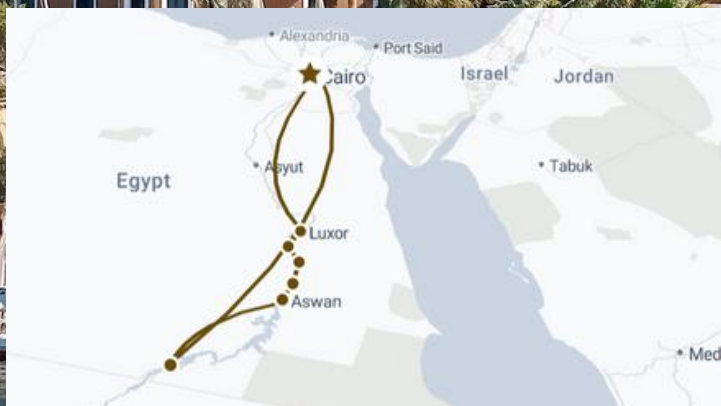 Alexandria
Port Said
Cairo
Israel
Jordan
Asyut
Tabuk
Egypt
Luxor
Aswan
Med